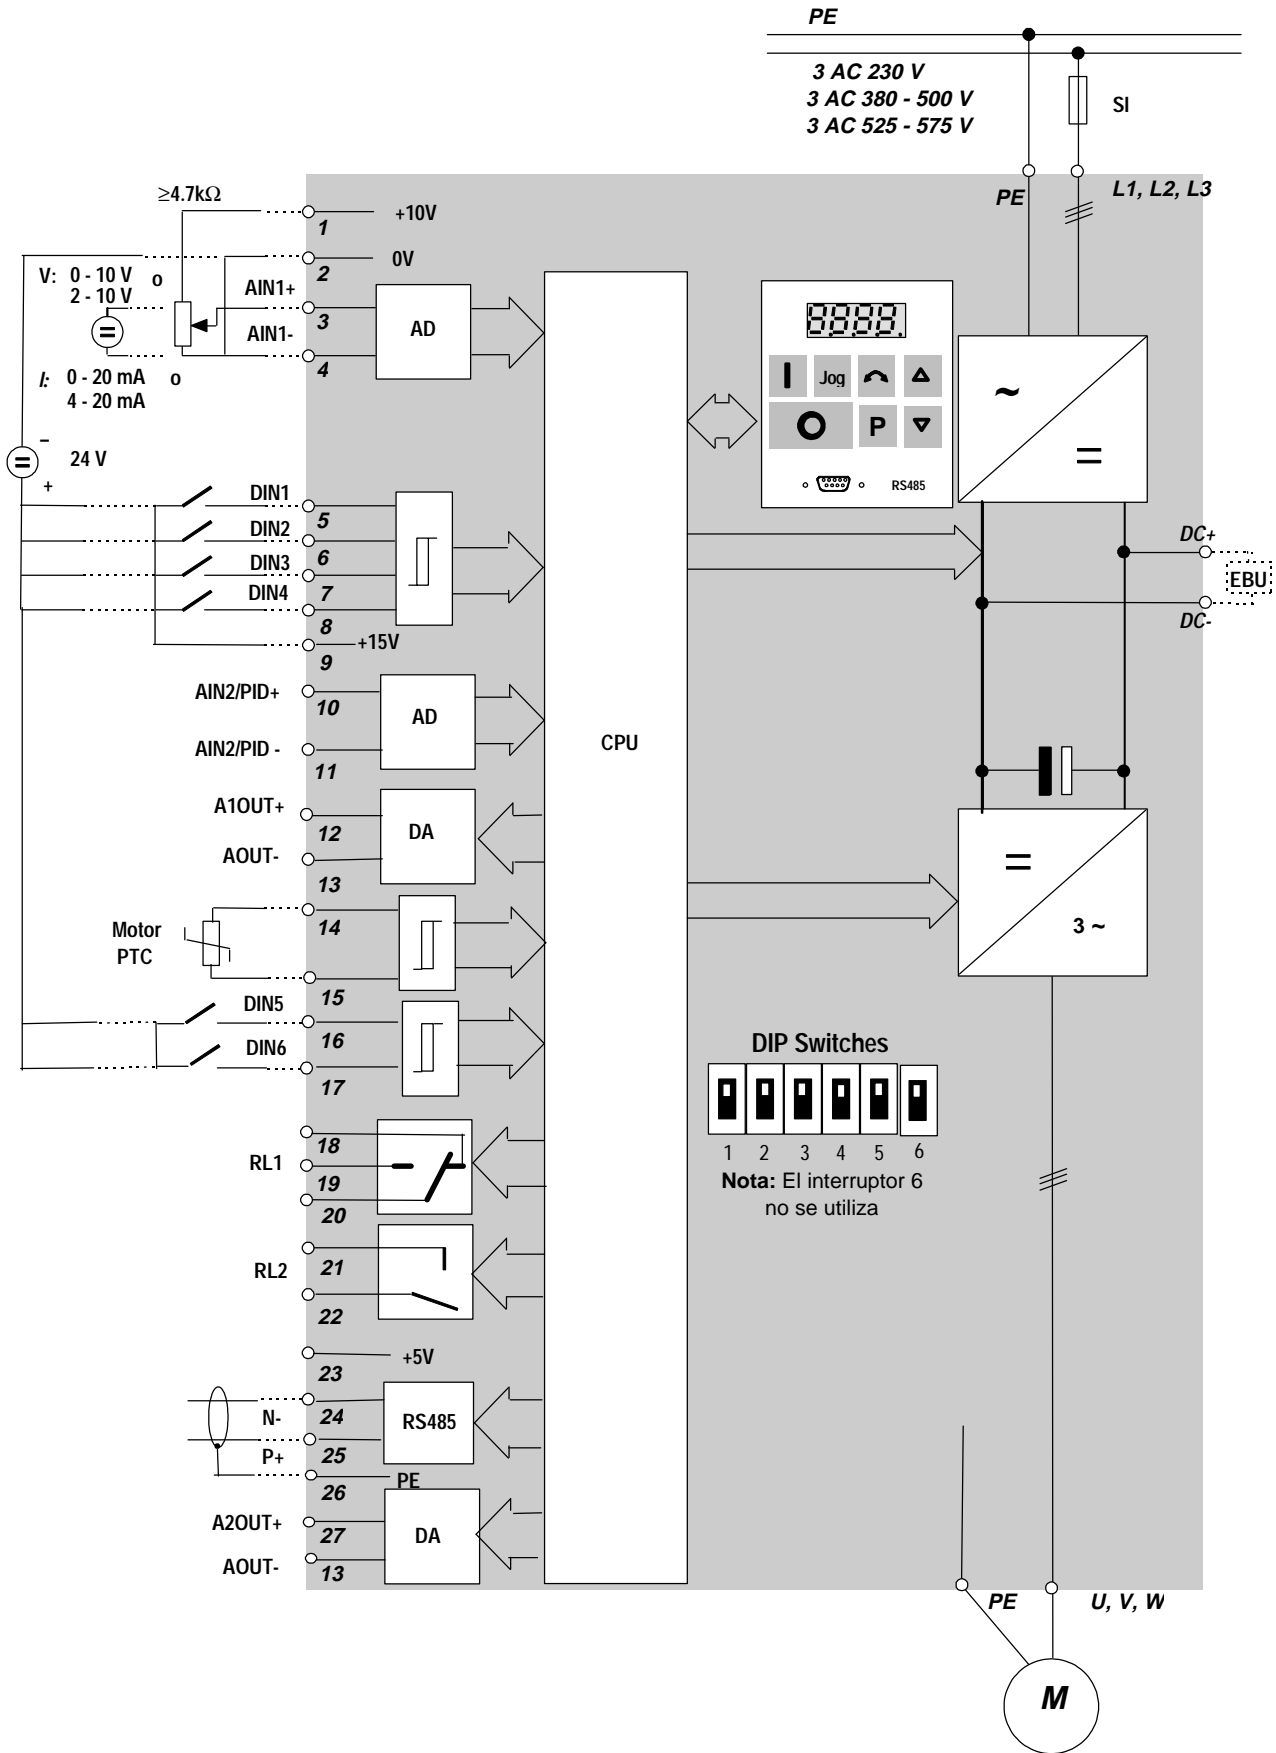 PE
3 AC 230 V
3 AC 380 - 500 V
3 AC 525 - 575 V
SI
PE
L1, L2, L3
≥4.7kΩ
1
+10V
2
0V
V: 0 - 10 V o
2 - 10 V
AIN1+
3
AD
AIN1-
4
I: 0 - 20 mA o
4 - 20 mA
8888.
Jog
P
RS485
~
=
–
=
24 V
+
DIN1
5
DIN2
6
DIN3
7
DIN4
8
+15V
9
DC+
EBU
DC-
AIN2/PID+
10
AD
AIN2/PID -
11
CPU
A1OUT+
12
DA
AOUT-
13
=
3 ~
Motor
PTC
14
15
DIN5
16
DIN6
17
DIP Switches
1 2 3 4 5 6
Nota: El interruptor 6
no se utiliza
18
RL1
19
20
21
RL2
22
23
+5V
24
N-
RS485
25
P+
26
PE
A2OUT+
27
DA
AOUT-
13
PE
U, V, W
M